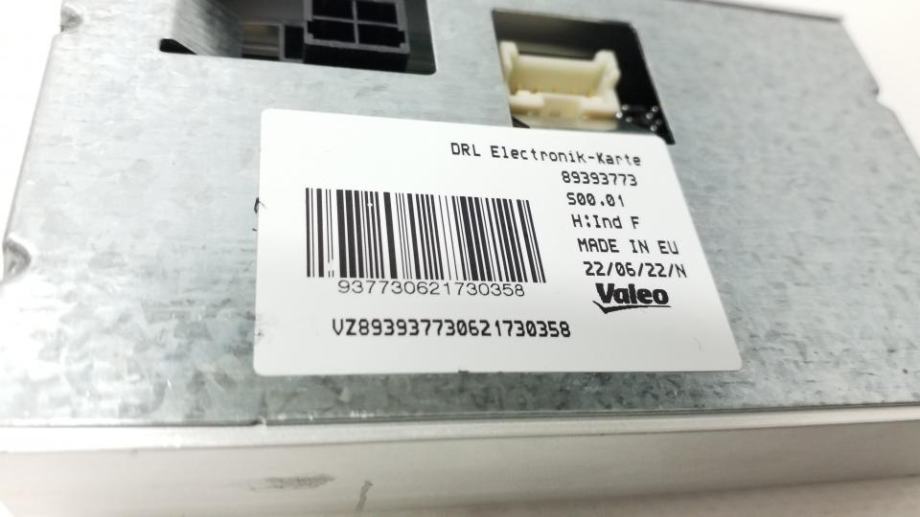 DRL Electronik-Karte
89393773
S00.01
H:Ind F
MADE IN EU
22/06/22/N
Valeo
937730621730358
VZ893937730621730358